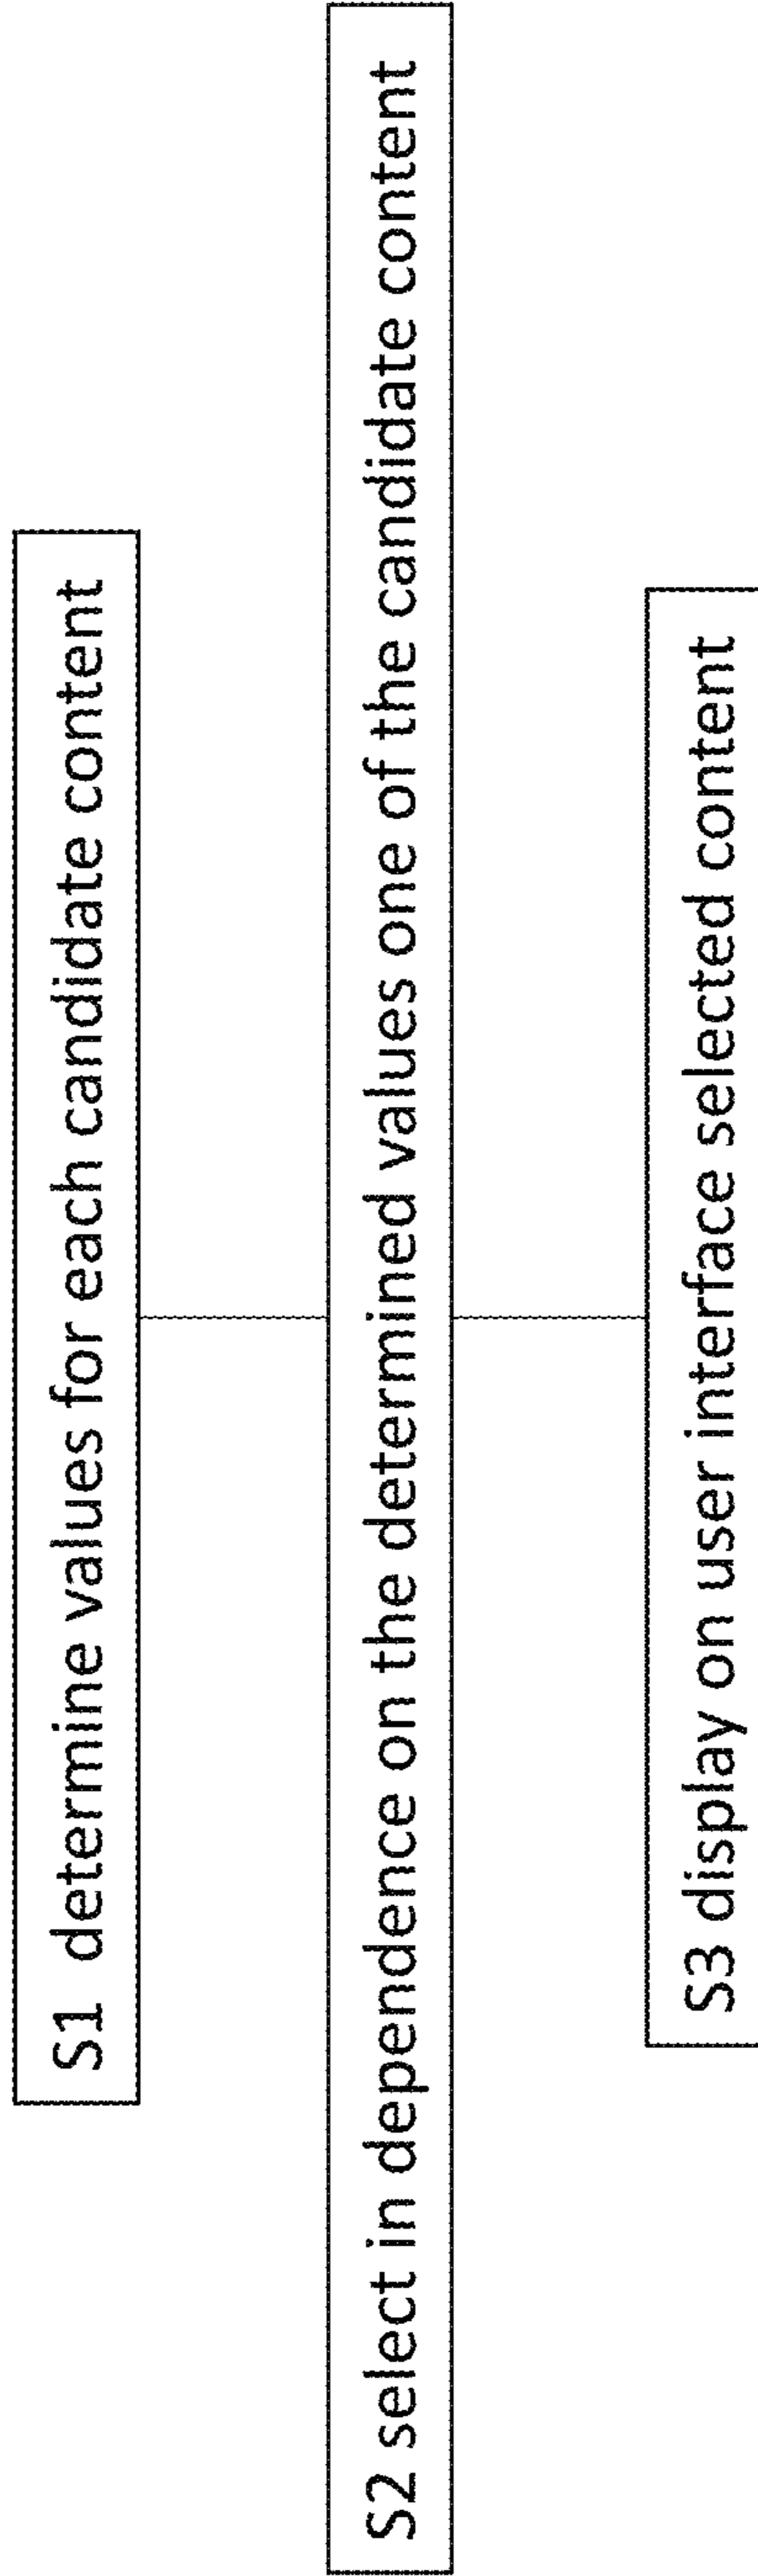 S1 determine values for each candidate content
S2 select in dependence on the determined values one of the candidate content
S3 display on user interface selected content